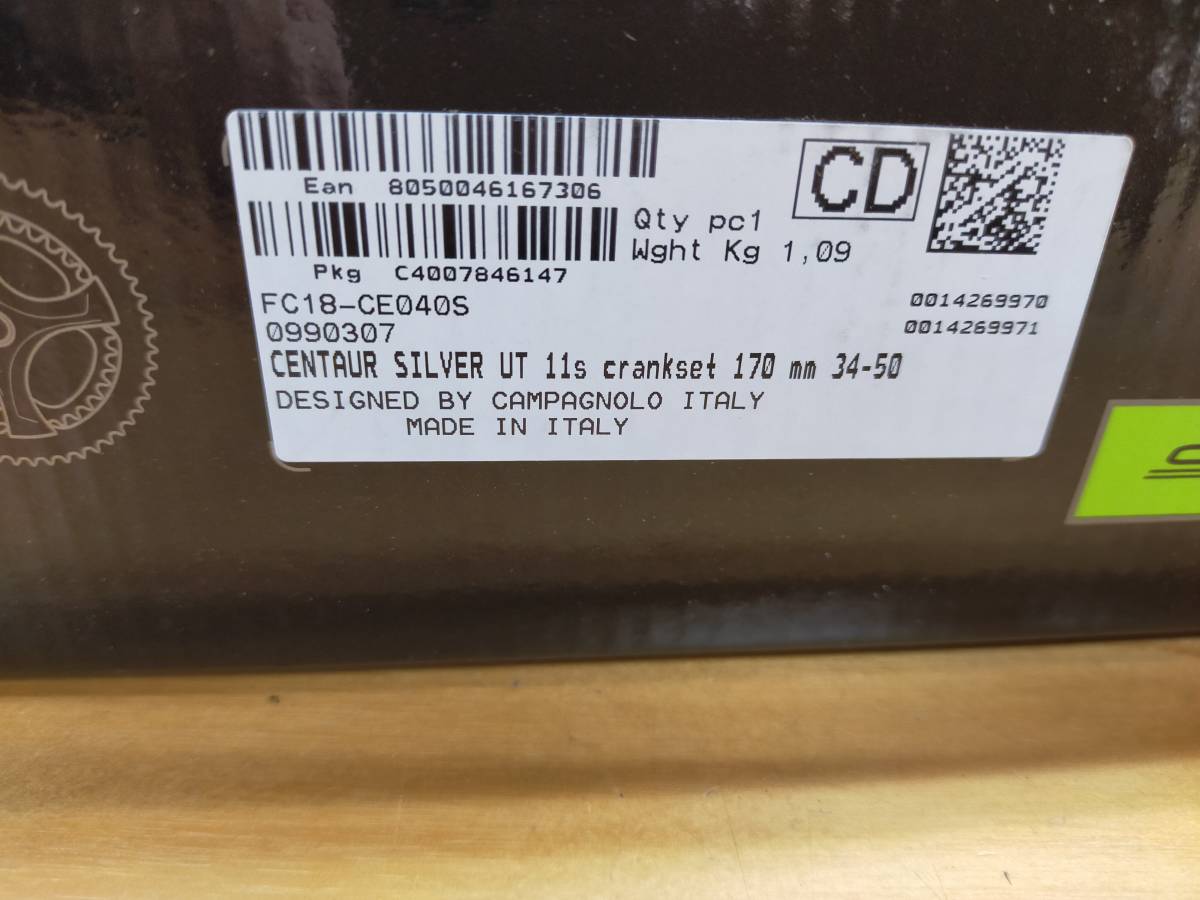 Ean 8050046167306
CD
Qty pc1
Wght Kg 1,09
Pkg C4007846147
FC18-CE040S
0014269970
0990307
0014269971
CENTAUR SILVER UT 11s crankset 170 mm 34-50
DESIGNED BY CAMPAGNOLO ITALY
MADE IN ITALY